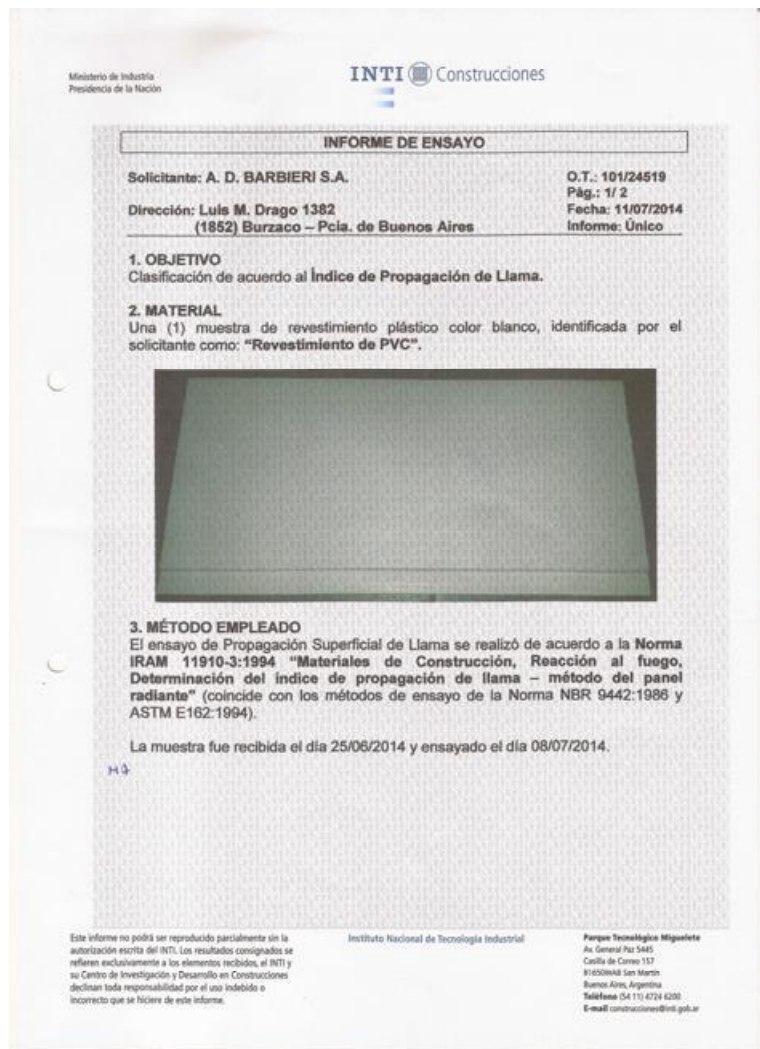 Ministerio de Industria
Presidencia de la Nación
INTI Construcciones
INFORME DE ENSAYO
Solicitante: A. D. BARBIERI S.A.
O.T.: 101/24519
Pág.: 1/ 2
Dirección: Luis M. Drago 1382
Fecha: 11/07/2014
(1852) Burzaco – Pcia. de Buenos Aires
Informe: Único
1. OBJETIVO
Clasificación de acuerdo al Índice de Propagación de Llama.
2. MATERIAL
Una (1) muestra de revestimiento plástico color blanco, identificada por el
solicitante como: “Revestimiento de PVC”.
3. MÉTODO EMPLEADO
El ensayo de Propagación Superficial de Llama se realizó de acuerdo a la Norma
IRAM 11910-3:1994 “Materiales de Construcción, Reacción al fuego,
Determinación del índice de propagación de llama – método del panel
radiante” (coincide con los métodos de ensayo de la Norma NBR 9442:1986 y
ASTM E162:1994).
La muestra fue recibida el día 25/06/2014 y ensayado el día 08/07/2014.
Este informe no podrá ser reproducido parcialmente sin la
autorización escrita del INTI. Los resultados consignados se
refieren exclusivamente a los elementos recibidos, el INTI y
su Centro de Investigación y Desarrollo en Construcciones
declinan toda responsabilidad por el uso indebido o
incorrecto que se hiciere de este informe.
Instituto Nacional de Tecnología Industrial
Parque Tecnológico Miguelete
Av. General Paz 5445
Casilla de Correo 157
B1650WAB San Martín
Buenos Aires, Argentina
Teléfono (54 11) 4724 6200
E-mail construcciones@inti.gob.ar